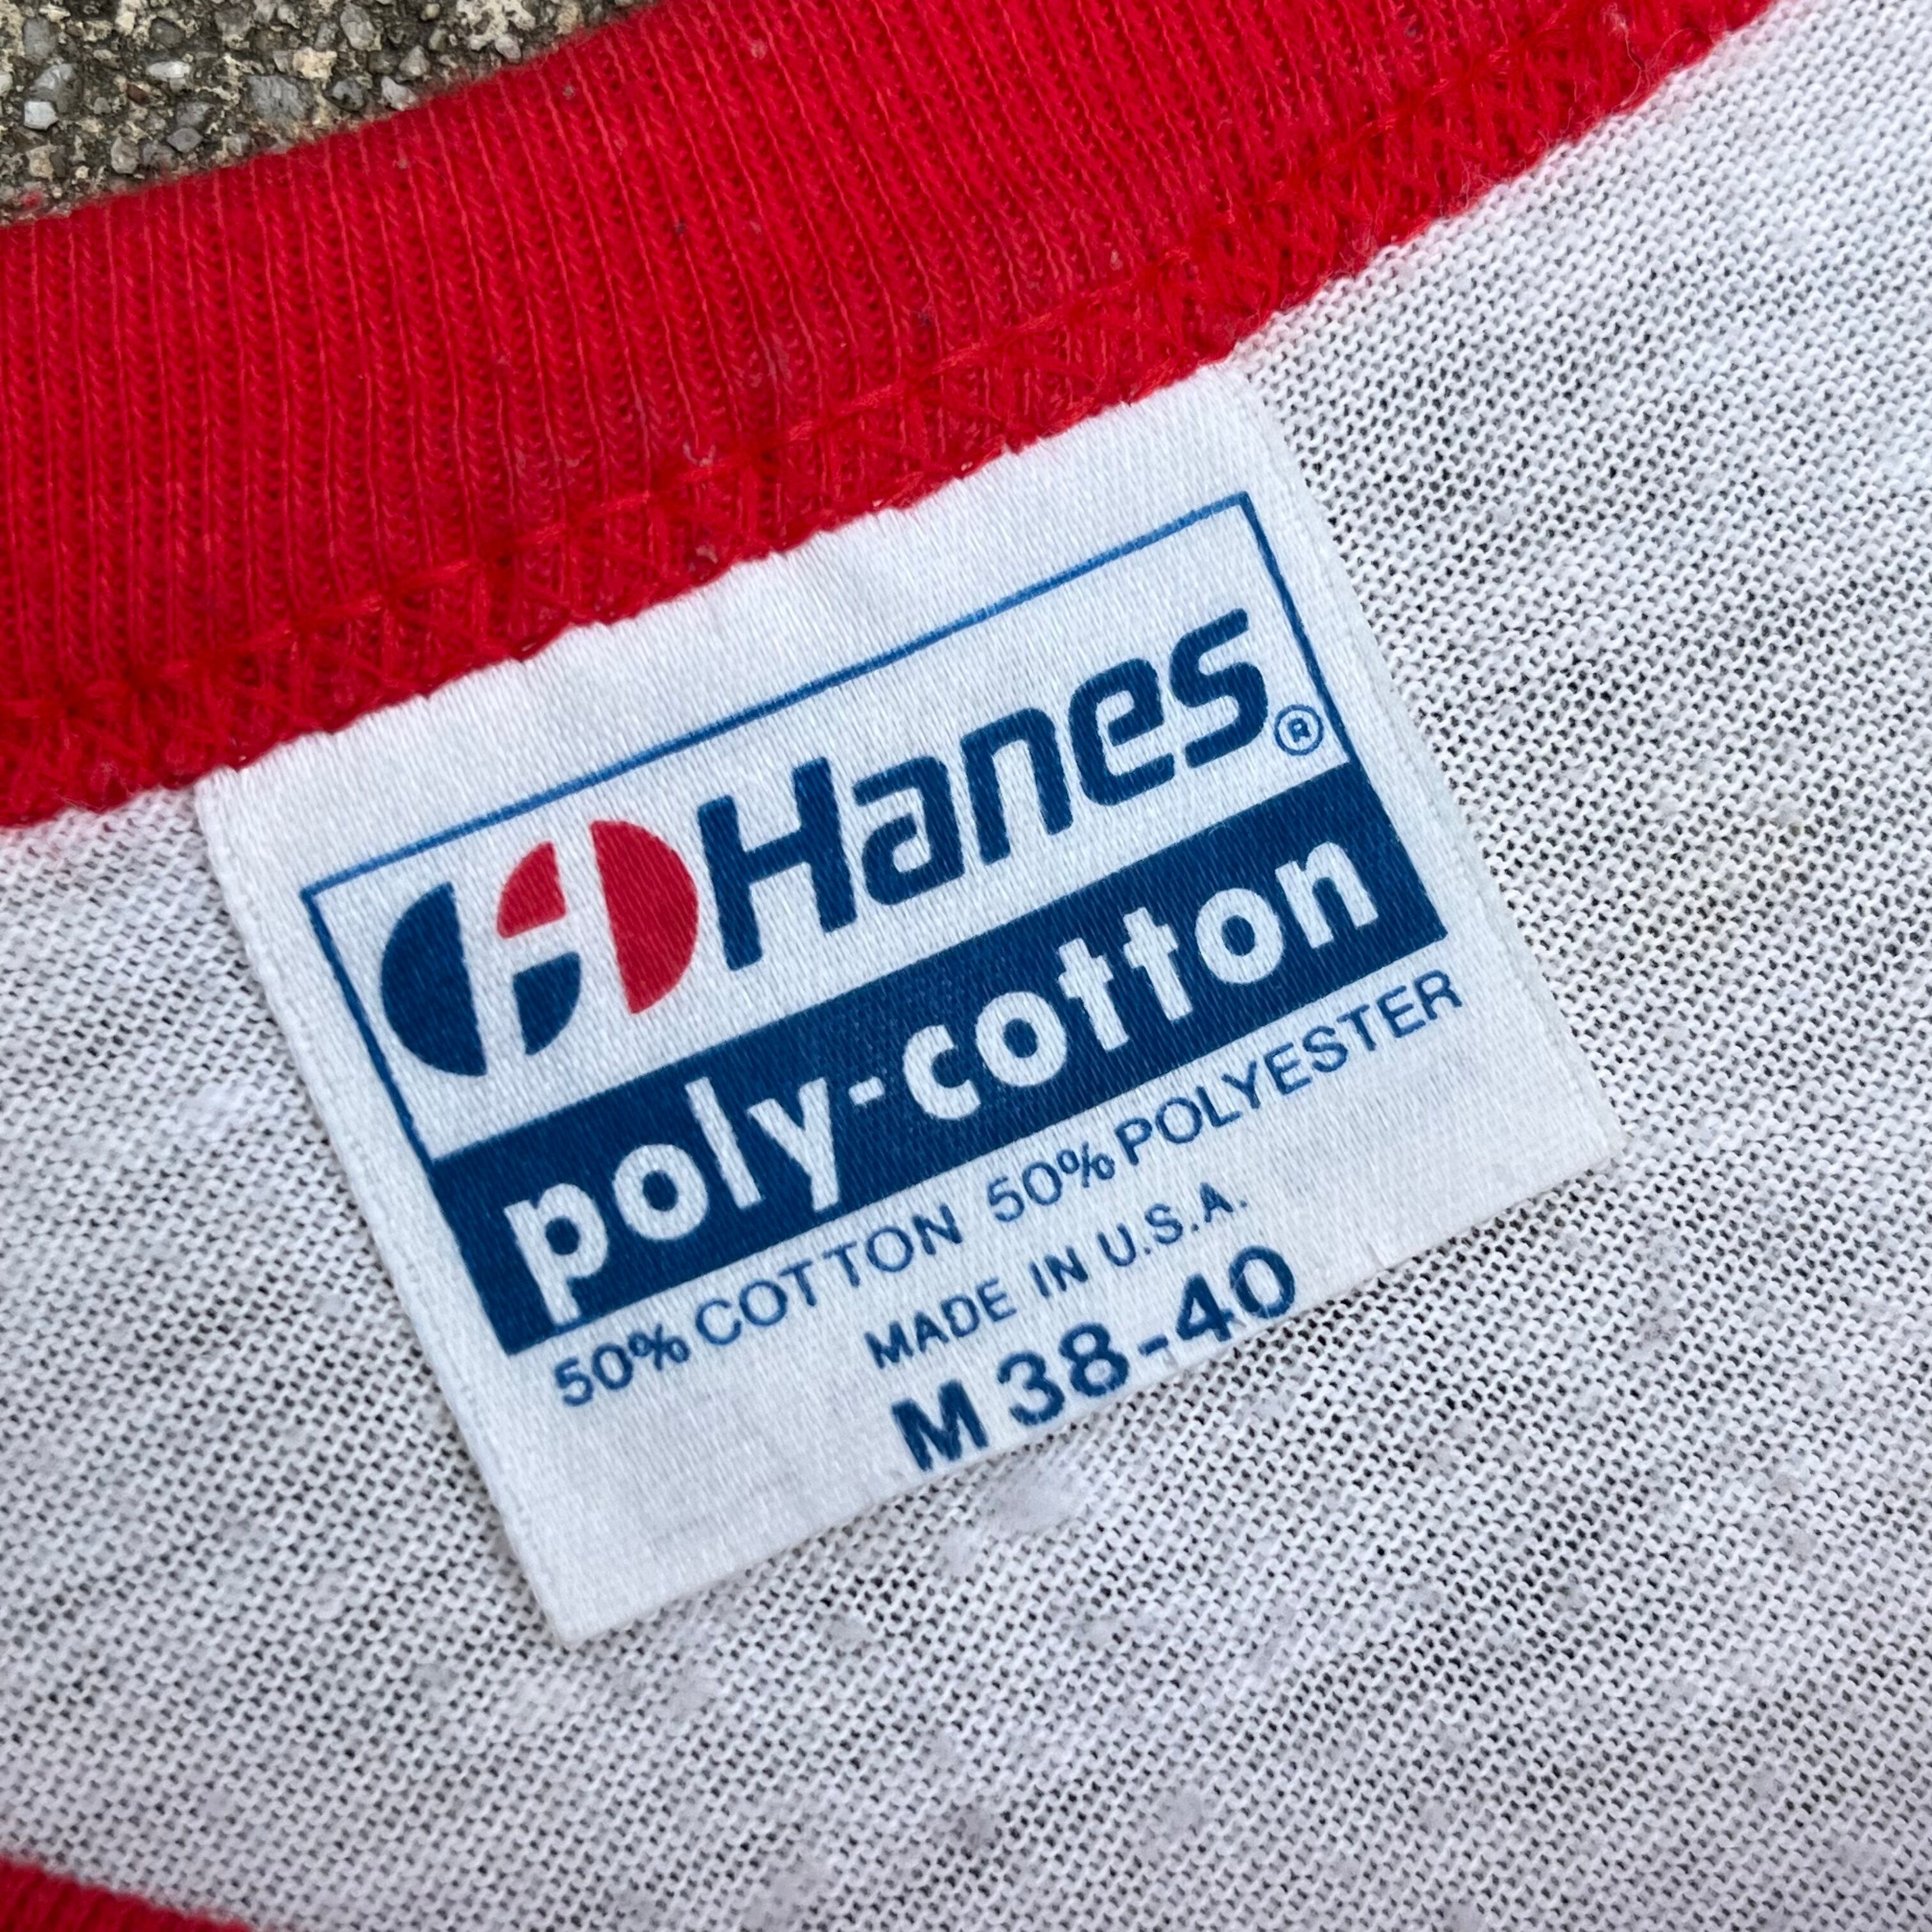 Hanes®
poly-cotton
50% COTTON 50% POLYESTER
MADE IN U.S.A.
M 38-40